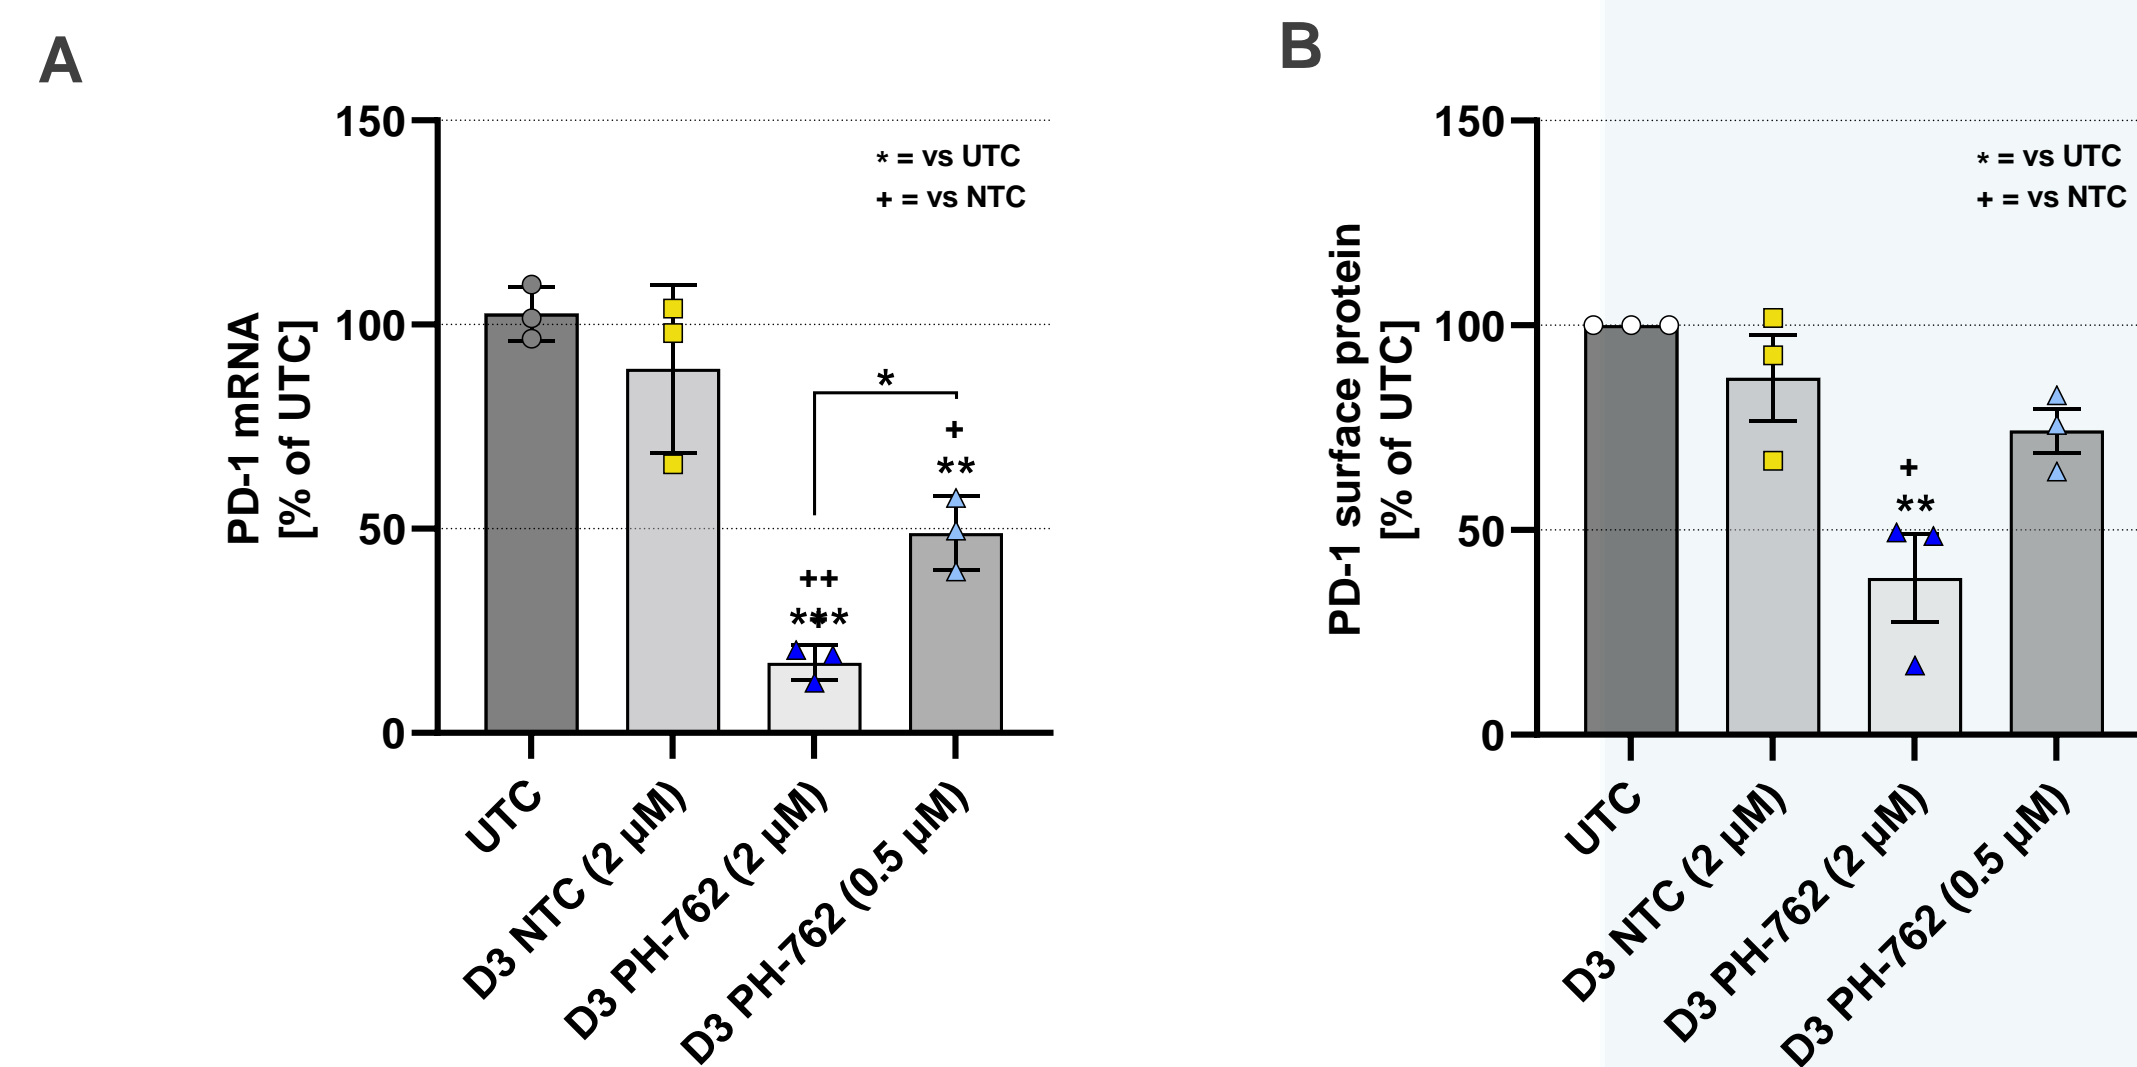 A
150
100
50
0
PD-1 mRNA
[% of UTC]
* = vs UTC
+ = vs NTC
*
+
**
++
***
UTC
D3 NTC (2 µM)
D3 PH-762 (2 µM)
D3 PH-762 (0.5 µM)
B
150
100
50
0
PD-1 surface protein
[% of UTC]
* = vs UTC
+ = vs NTC
+
**
UTC
D3 NTC (2 µM)
D3 PH-762 (2 µM)
D3 PH-762 (0.5 µM)